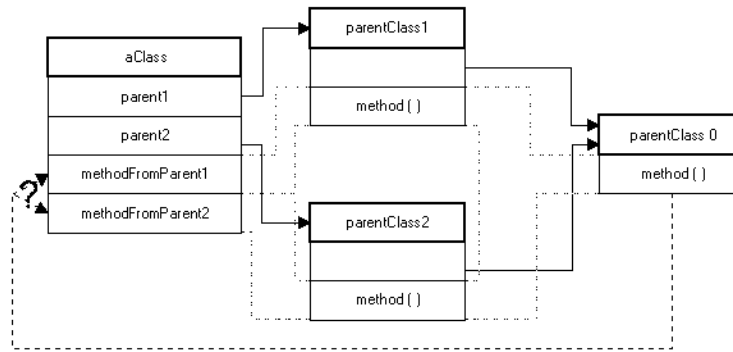 aClass
parent1
parent2
methodFromParent1
methodFromParent2
?
parentClass1
method ( )
parentClass2
method ( )
parentClass 0
method ( )